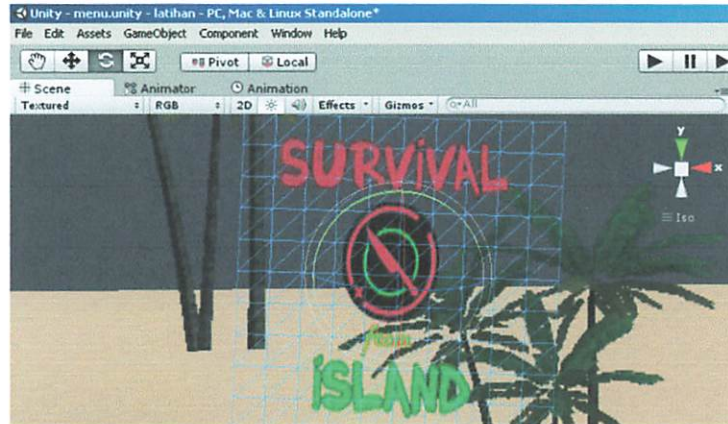 Unity - menu.unity - latihan - PC, Mac & Linux Standalone*
File Edit Assets GameObject Component Window Help
Pivot Local
Scene Animator Animation
Textured RGB 2D Effects Gizmos All
y
SURViVAL
x
Iso
from
iSLAND